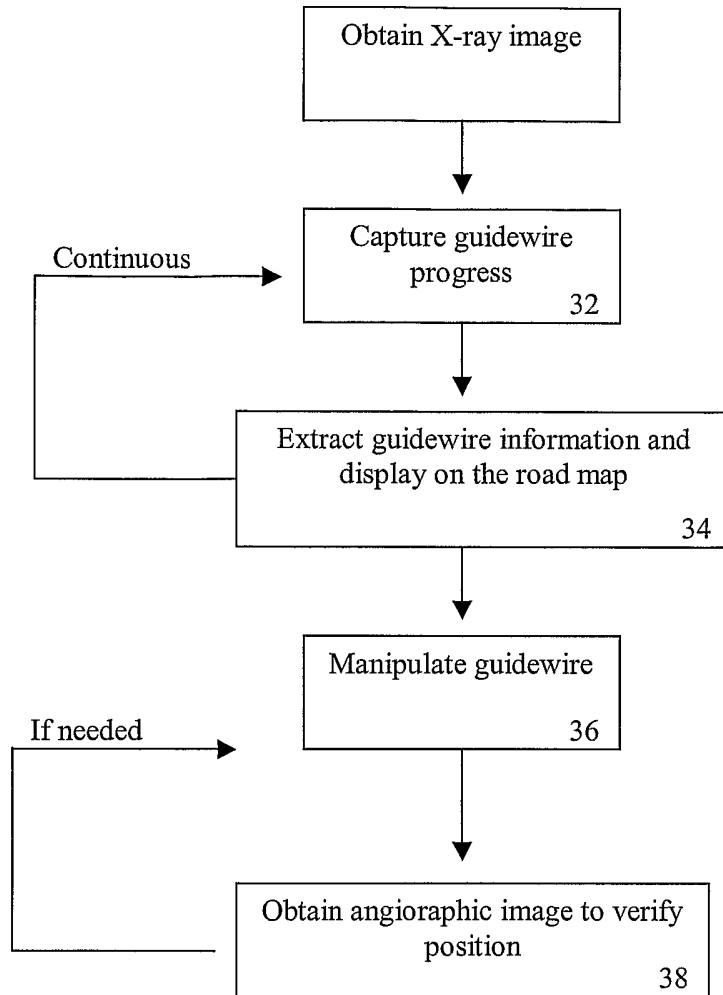 Obtain X-ray image
Capture guidewire
progress
32
Continuous
Extract guidewire information and
display on the road map
34
Manipulate guidewire
36
If needed
Obtain angioraphic image to verify
position
38